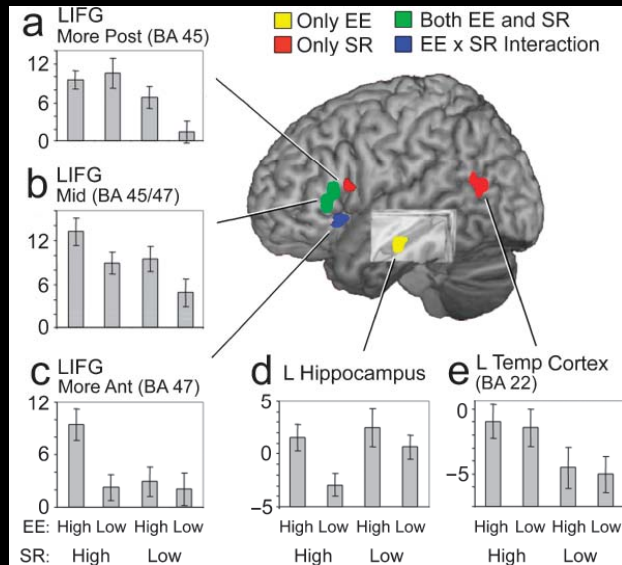 a LIFG
More Post (BA 45)
12
6
0
Only EE
Only SR
Both EE and SR
EE x SR Interaction
b LIFG
Mid (BA 45/47)
12
6
0
c LIFG
More Ant (BA 47)
12
6
0
EE: High Low High Low
SR: High Low
d L Hippocampus
5
0
−5
High Low High Low
High Low
e L Temp Cortex
(BA 22)
0
−5
High Low High Low
High Low